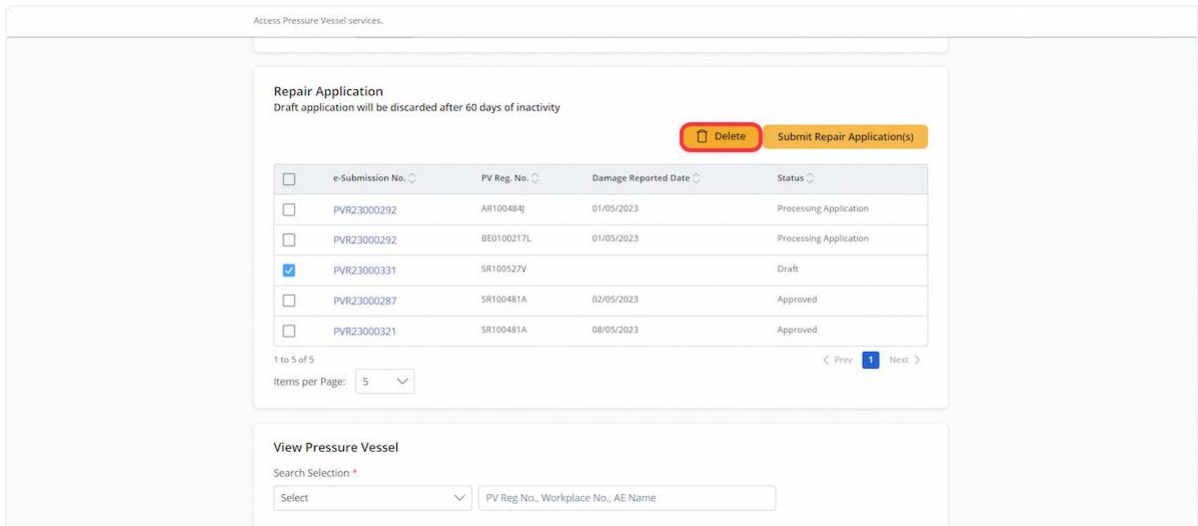 Access Pressure Vessel services.
Repair Application
Draft application will be discarded after 60 days of inactivity
Delete Submit Repair Application(s)
e-Submission No. PV Reg. No. Damage Reported Date Status
PVR23000292 AR100484J 01/05/2023 Processing Application
PVR23000292 BE0100217L 01/05/2023 Processing Application
PVR23000331 SR100527V Draft
PVR23000287 SR100481A 02/05/2023 Approved
PVR23000321 SR100481A 08/05/2023 Approved
1 to 5 of 5 Prev 1 Next
Items per Page: 5
View Pressure Vessel
Search Selection *
Select PV Reg No., Workplace No., AE Name